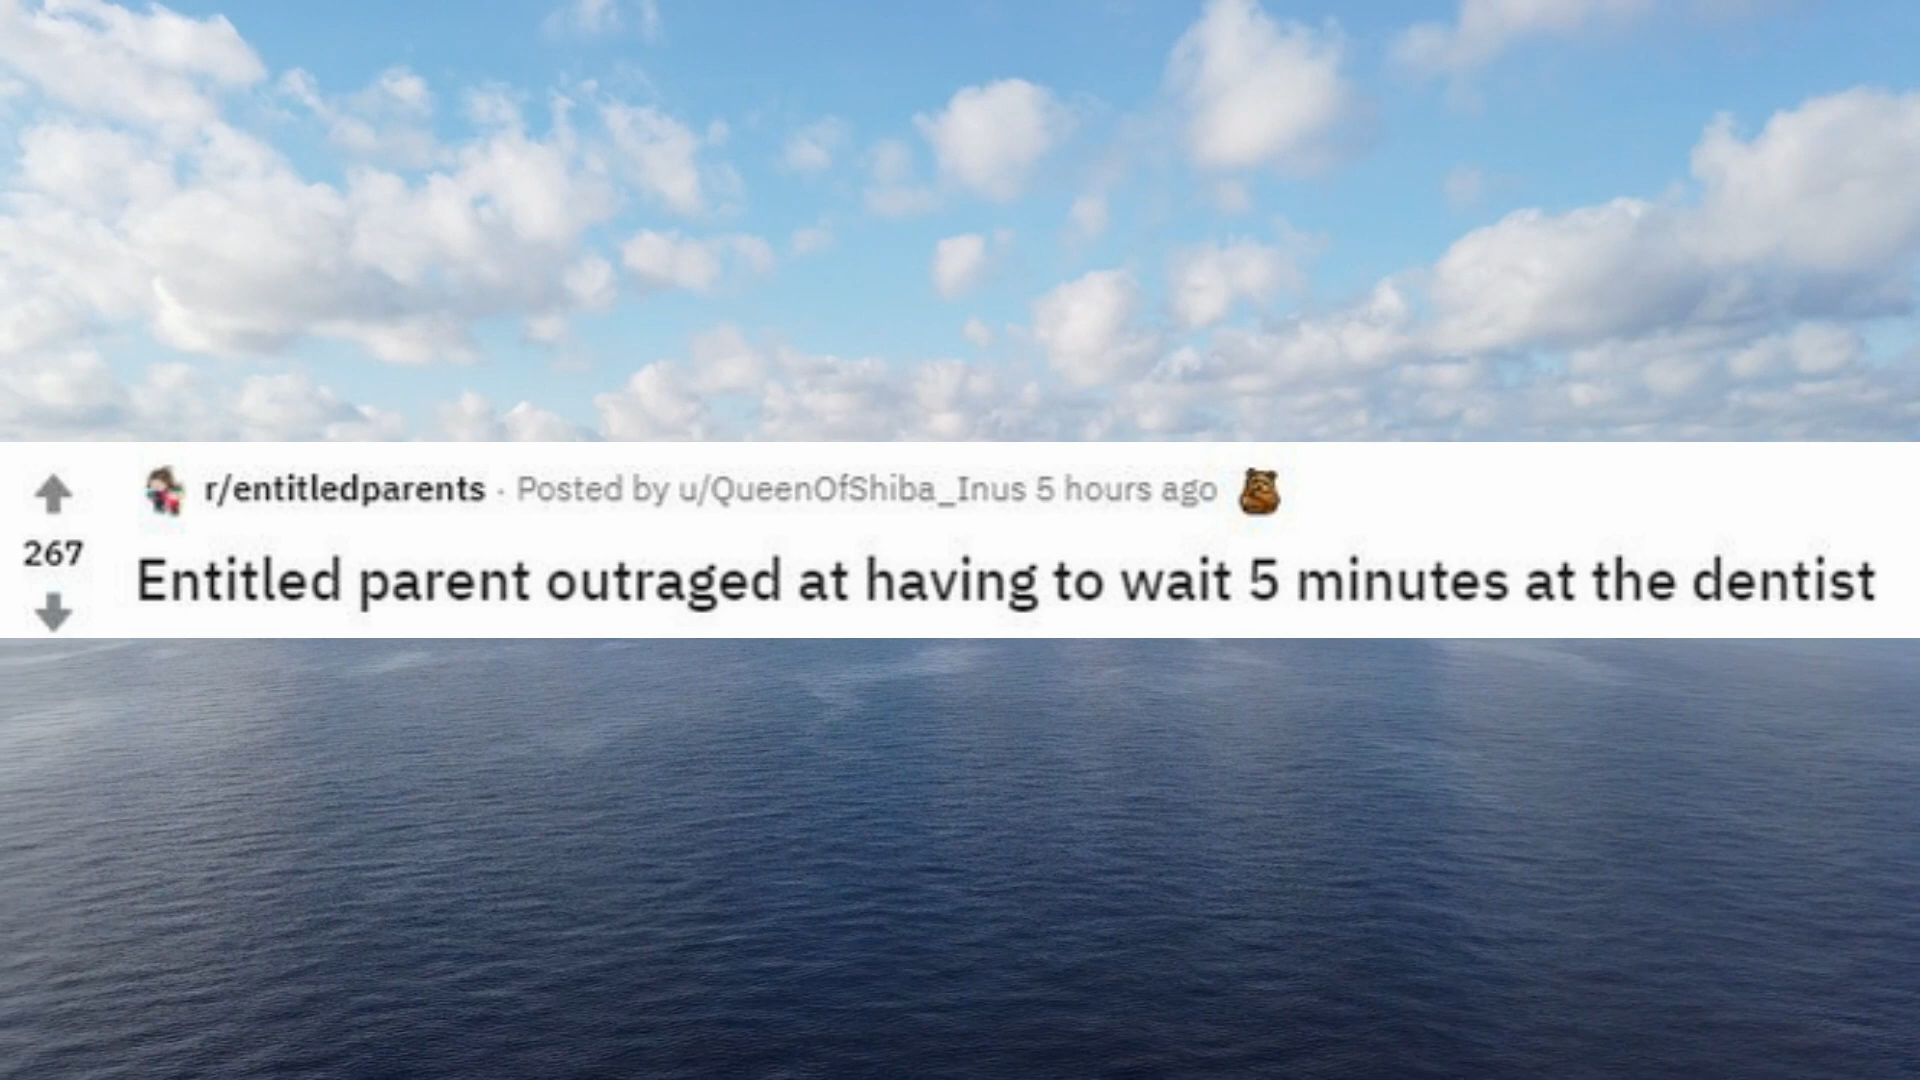 r/entitledparents · Posted by u/QueenOfShiba_Inus 5 hours ago
267
Entitled parent outraged at having to wait 5 minutes at the dentist